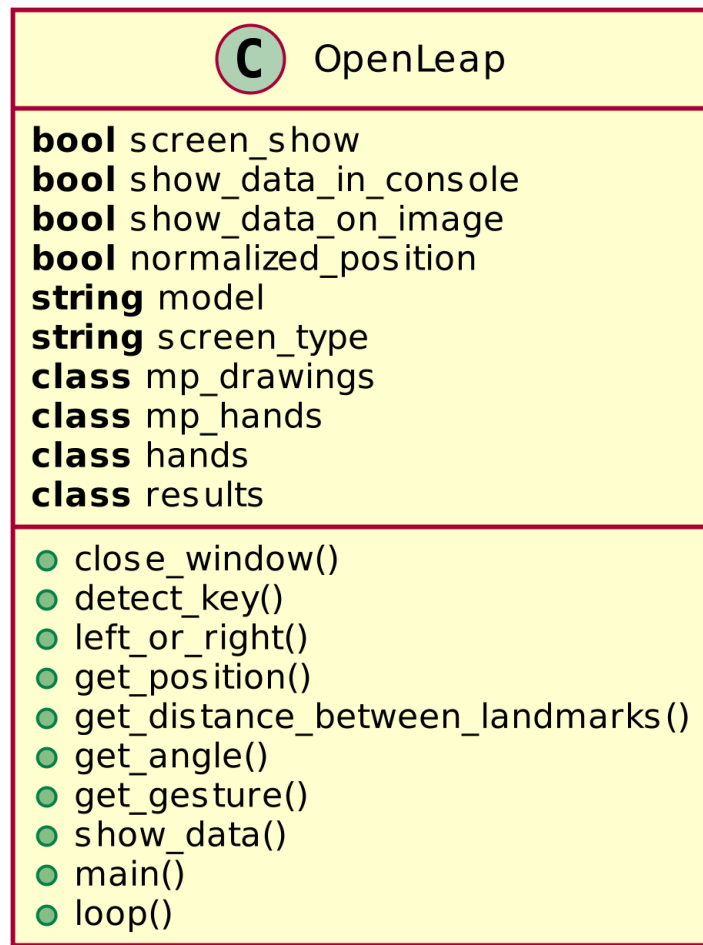 C OpenLeap
bool screen_show
bool show_data_in_console
bool show_data_on_image
bool normalized_position
string model
string screen_type
class mp_drawings
class mp_hands
class hands
class results
close_window()
detect_key()
left_or_right()
get_position()
get_distance_between_landmarks()
get_angle()
get_gesture()
show_data()
main()
loop()